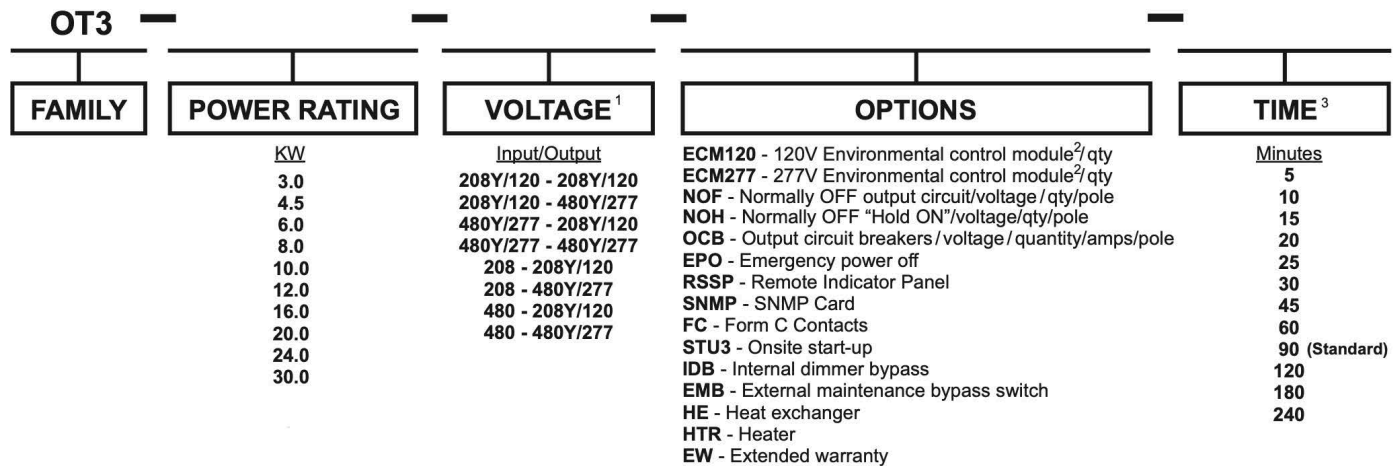 OT3 — — — —
FAMILY POWER RATING VOLTAGE¹ OPTIONS TIME³
KW Input/Output ECM120 - 120V Environmental control module²/qty Minutes
3.0 208Y/120 - 208Y/120 ECM277 - 277V Environmental control module²/qty 5
4.5 208Y/120 - 480Y/277 NOF - Normally OFF output circuit/voltage/qty/pole 10
6.0 480Y/277 - 208Y/120 NOH - Normally OFF “Hold ON”/voltage/qty/pole 15
8.0 480Y/277 - 480Y/277 OCB - Output circuit breakers/voltage/quantity/amps/pole 20
10.0 208 - 208Y/120 EPO - Emergency power off 25
12.0 208 - 480Y/277 RSSP - Remote Indicator Panel 30
16.0 480 - 208Y/120 SNMP - SNMP Card 45
20.0 480 - 480Y/277 FC - Form C Contacts 60
24.0 STU3 - Onsite start-up 90 (Standard)
30.0 IDB - Internal dimmer bypass 120
EMB - External maintenance bypass switch 180
HE - Heat exchanger 240
HTR - Heater
EW - Extended warranty